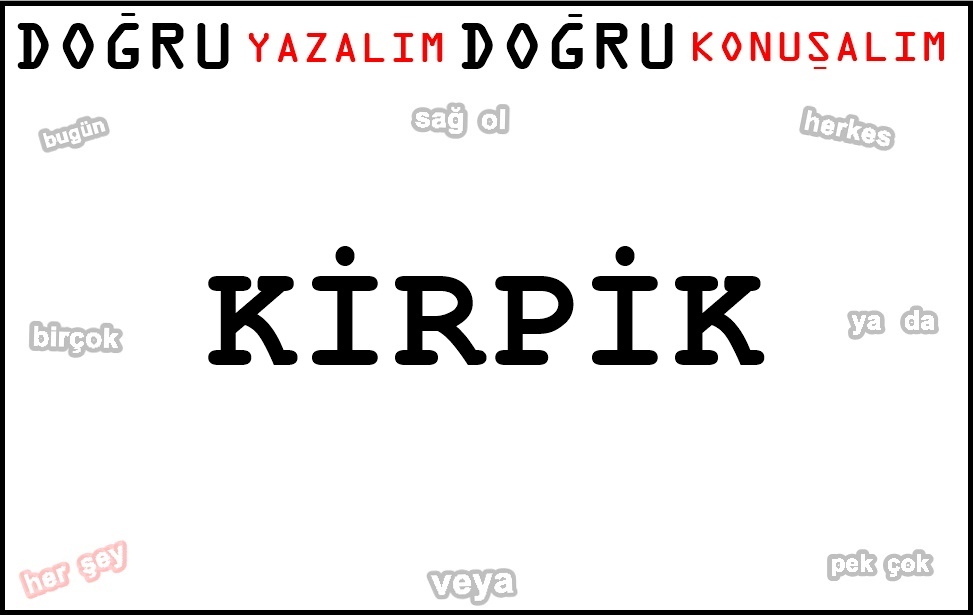 DOĞRU YAZALIM DOĞRU KONUŞALIM
bugün sağ ol herkes
KİRPİK
birçok ya da
her şey veya pek çok